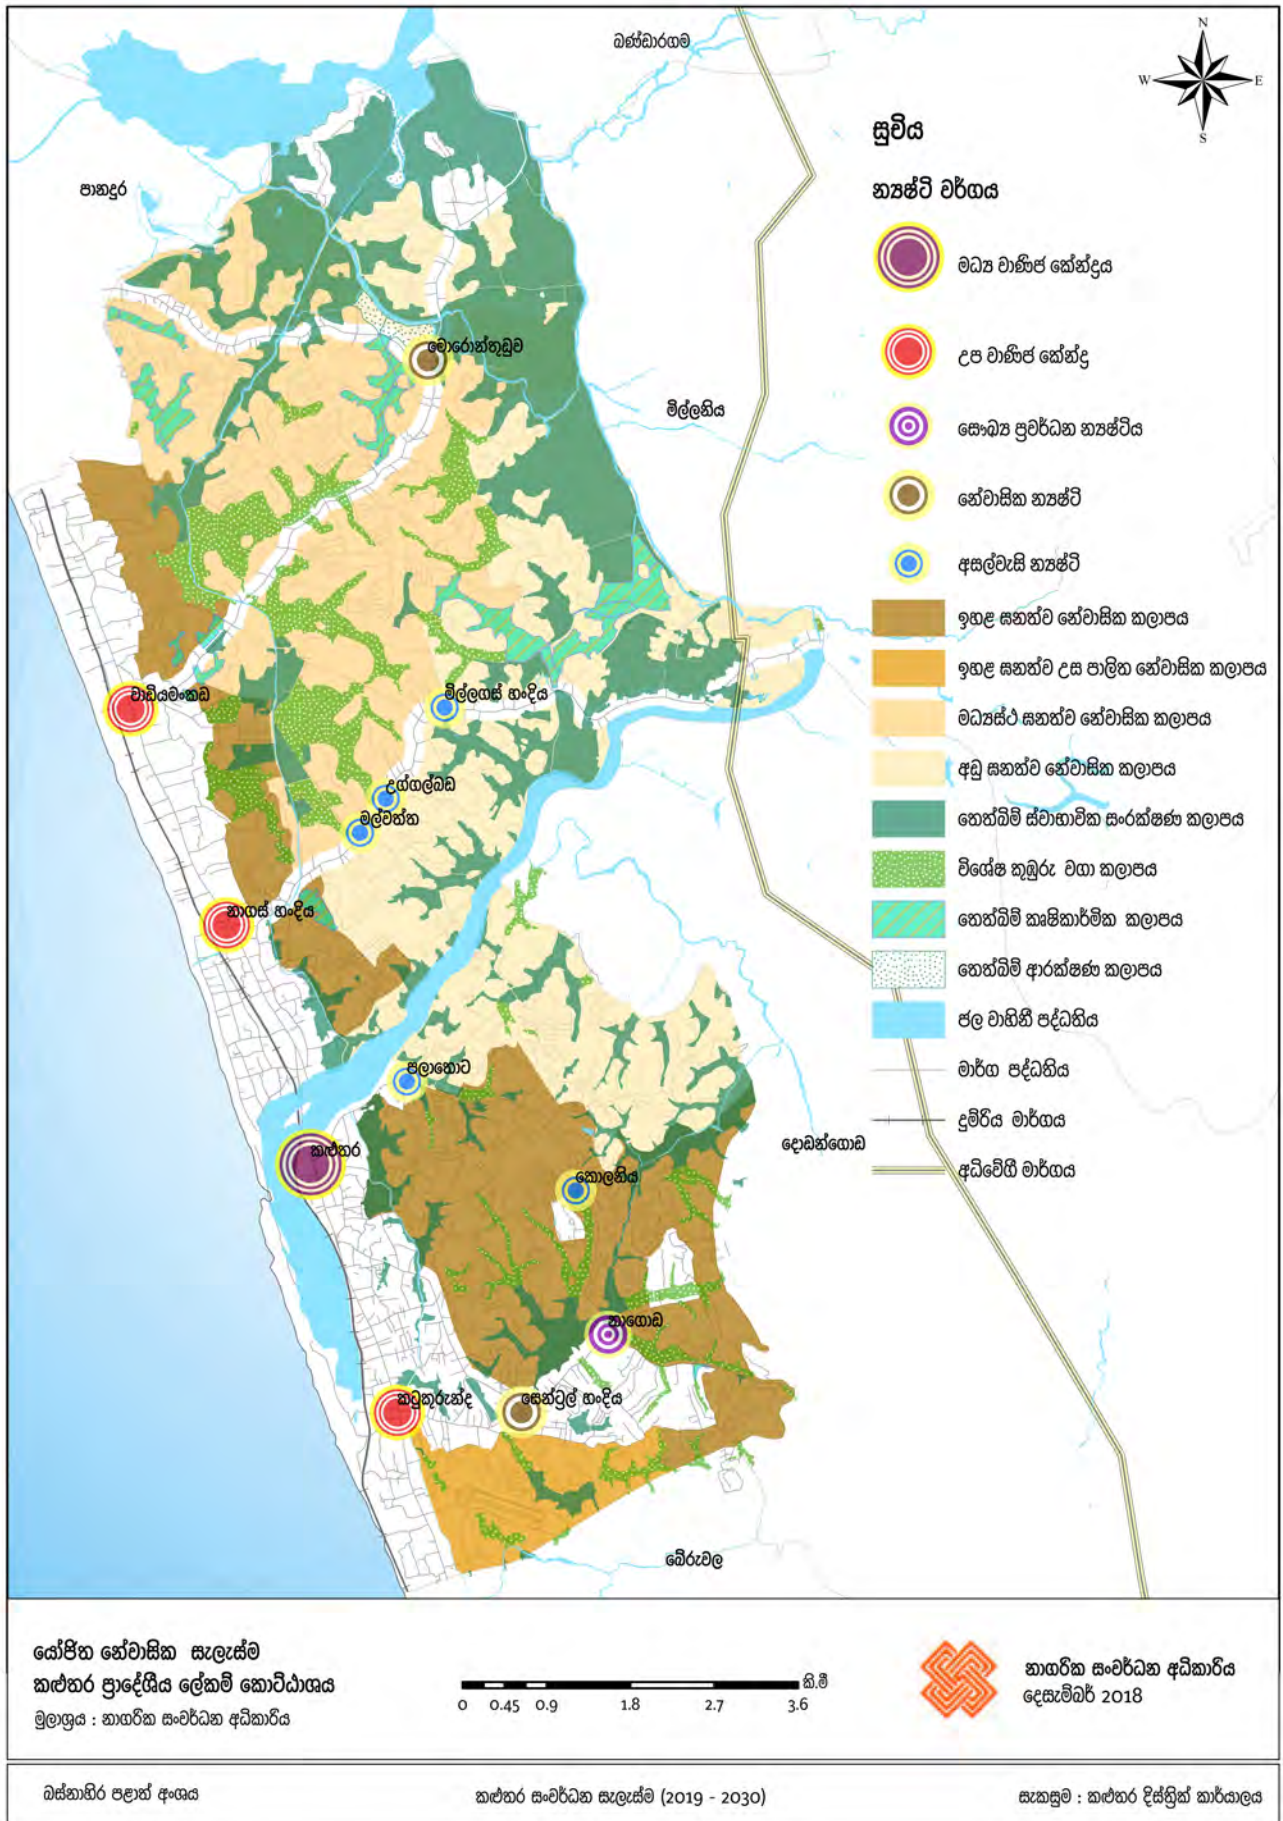 බණ්ඩාරගම
N
W
E
S
සූචිය
පානදුර
න්‍යෂ්ටි වර්ගය
මධ්‍ය වාණිජ කේන්ද්‍රය
මොරොන්තුඩුව
උප වාණිජ කේන්ද්‍ර
මිල්ලනිය
සෞඛ්‍ය ප්‍රවර්ධන න්‍යෂ්ටිය
නේවාසික න්‍යෂ්ටි
අසල්වැසි න්‍යෂ්ටි
ඉහළ ඝනත්ව නේවාසික කලාපය
ඉහළ ඝනත්ව උස පාලිත නේවාසික කලාපය
වාඩියමංකඩ
මිල්ලගස් හංදිය
මධ්‍යස්ථ ඝනත්ව නේවාසික කලාපය
අඩු ඝනත්ව නේවාසික කලාපය
උග්ගල්බඩ
මල්වත්ත
තෙත්බිම් ස්වාභාවික සංරක්ෂණ කලාපය
විශේෂ කුඹුරු වගා කලාපය
නාගස් හංදිය
තෙත්බිම් කෘෂිකාර්මික කලාපය
තෙත්බිම් ආරක්ෂණ කලාපය
ජල වාහිනී පද්ධතිය
පලාතොට
මාර්ග පද්ධතිය
දුම්රිය මාර්ගය
කළුතර
දොඩන්ගොඩ
කොලනිය
අධිවේගී මාර්ගය
නාගොඩ
කටුකුරුන්ද
සෙන්ට්‍රල් හංදිය
බේරුවල
යෝජිත නේවාසික සැලැස්ම
කළුතර ප්‍රාදේශීය ලේකම් කොට්ඨාශය
මුලාශ්‍රය : නාගරික සංවර්ධන අධිකාරිය
කි.මී
0 0.45 0.9 1.8 2.7 3.6
නාගරික සංවර්ධන අධිකාරිය
දෙසැම්බර් 2018
බස්නාහිර පළාත් අංශය
කළුතර සංවර්ධන සැලැස්ම (2019 - 2030)
සැකසුම : කළුතර දිස්ත්‍රික් කාර්යාලය